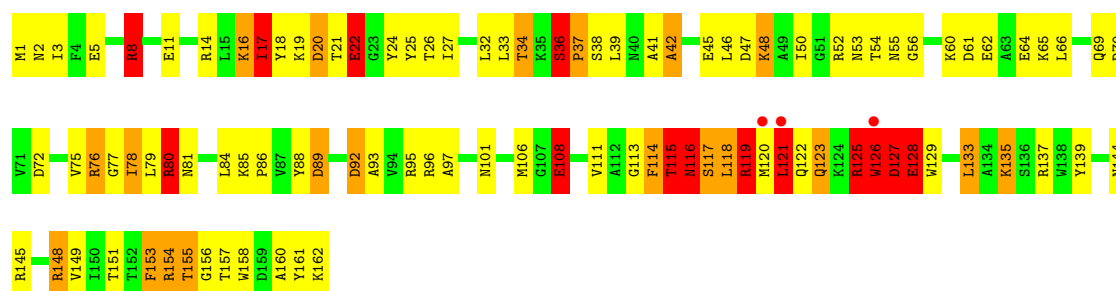 M1 N2 I3 F4 E5 R8 E11 R14 L15 K16 I17 Y18 K19 D20 T21 E22 G23 Y24 Y25 T26 I27 L32 L33 T34 K35 S36 P37 S38 L39 N40 A41 A42 E45 L46 D47 K48 A49 I50 G51 R52 N53 T54 N55 G56 K60 D61 E62 A63 E64 K65 L66 Q69
V71 D72 V75 R76 G77 I78 L79 R80 N81 L84 K85 P86 V87 Y88 D89 D92 A93 V94 R95 R96 A97 N101 M106 G107 E108 V111 A112 G113 F114 T115 N116 S117 L118 R119 M120 L121 Q122 Q123 K124 R125 W126 D127 E128 W129 L133 A134 K135 S136 R137 W138 Y139
R145 R148 V149 I150 T151 T152 F153 R154 T155 G156 T157 W158 D159 A160 Y161 K162